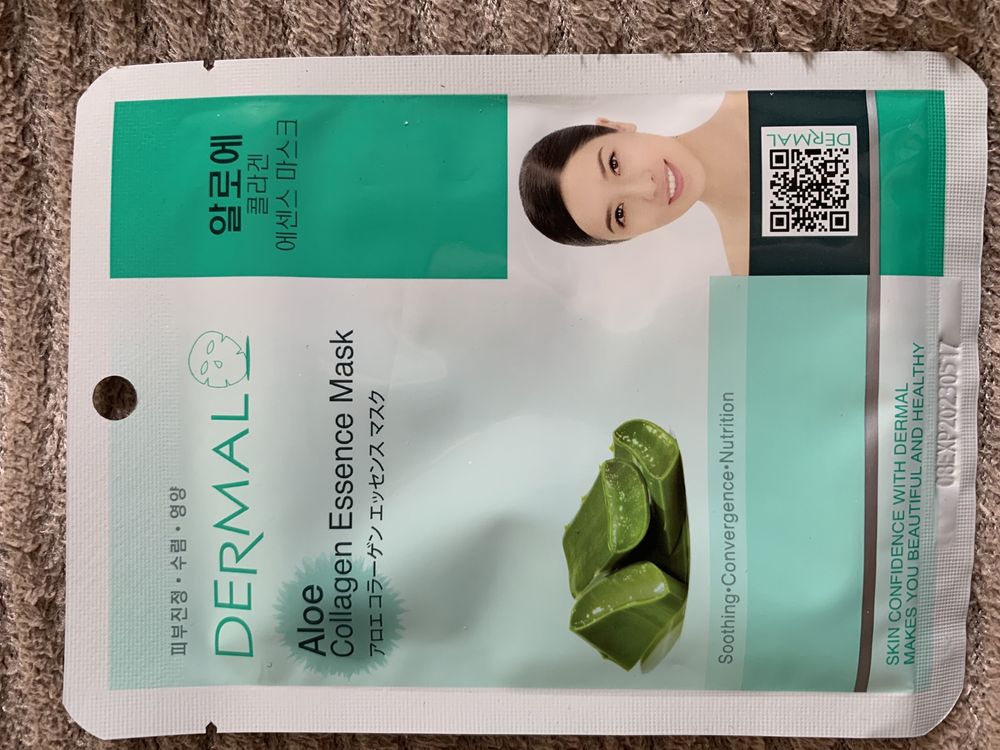 피부진정 • 수렴 • 영양
DERMAL
Aloe
Collagen Essence Mask
アロエ コラーゲン エッセンス マスク
알로에
콜라겐
에센스 마스크
DERMAL
Soothing•Convergence•Nutrition
SKIN CONFIDENCE WITH DERMAL
MAKES YOU BEAUTIFUL AND HEALTHY
03EXP20230517